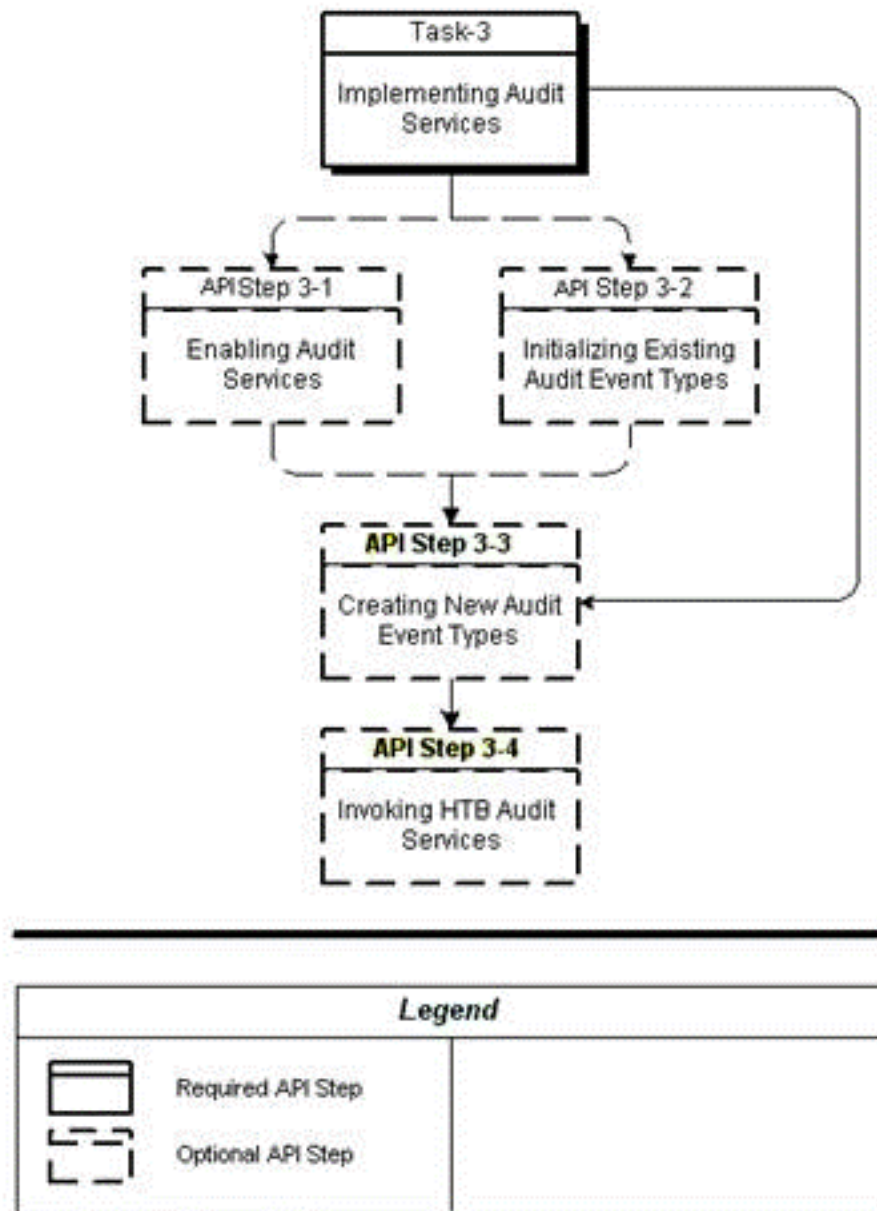 Task-3
Implementing Audit
Services
APIStep 3-1
Enabling Audit
Services
API Step 3-2
Initializing Existing
Audit Event Types
API Step 3-3
Creating New Audit
Event Types
API Step 3-4
Invoking HTB Audit
Services
Legend
Required API Step
Optional API Step